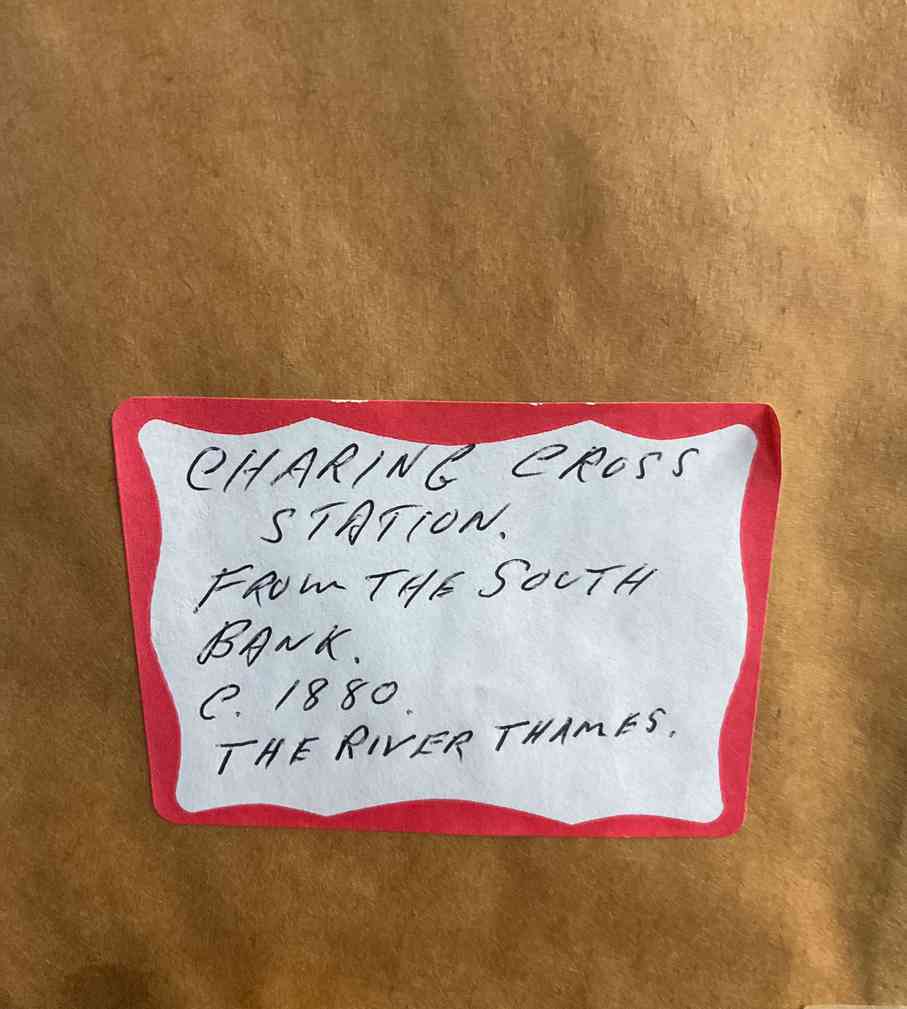 CHARING CROSS
STATION.
FROM THE SOUTH
BANK.
C. 1880.
THE RIVER THAMES.